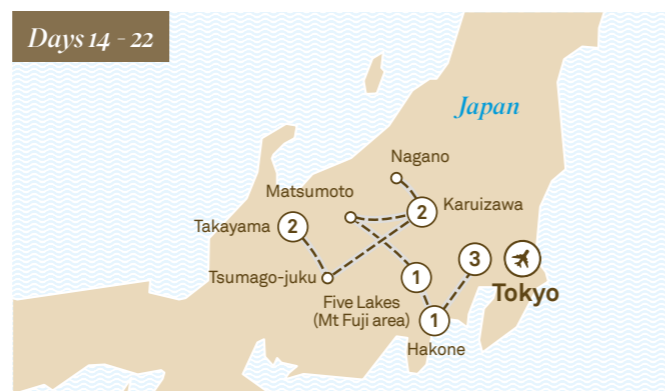 Days 14 - 22
Japan
Nagano
Matsumoto
2
Karuizawa
Takayama
2
3
Tsumago-juku
1
Tokyo
Five Lakes
(Mt Fuji area)
1
Hakone